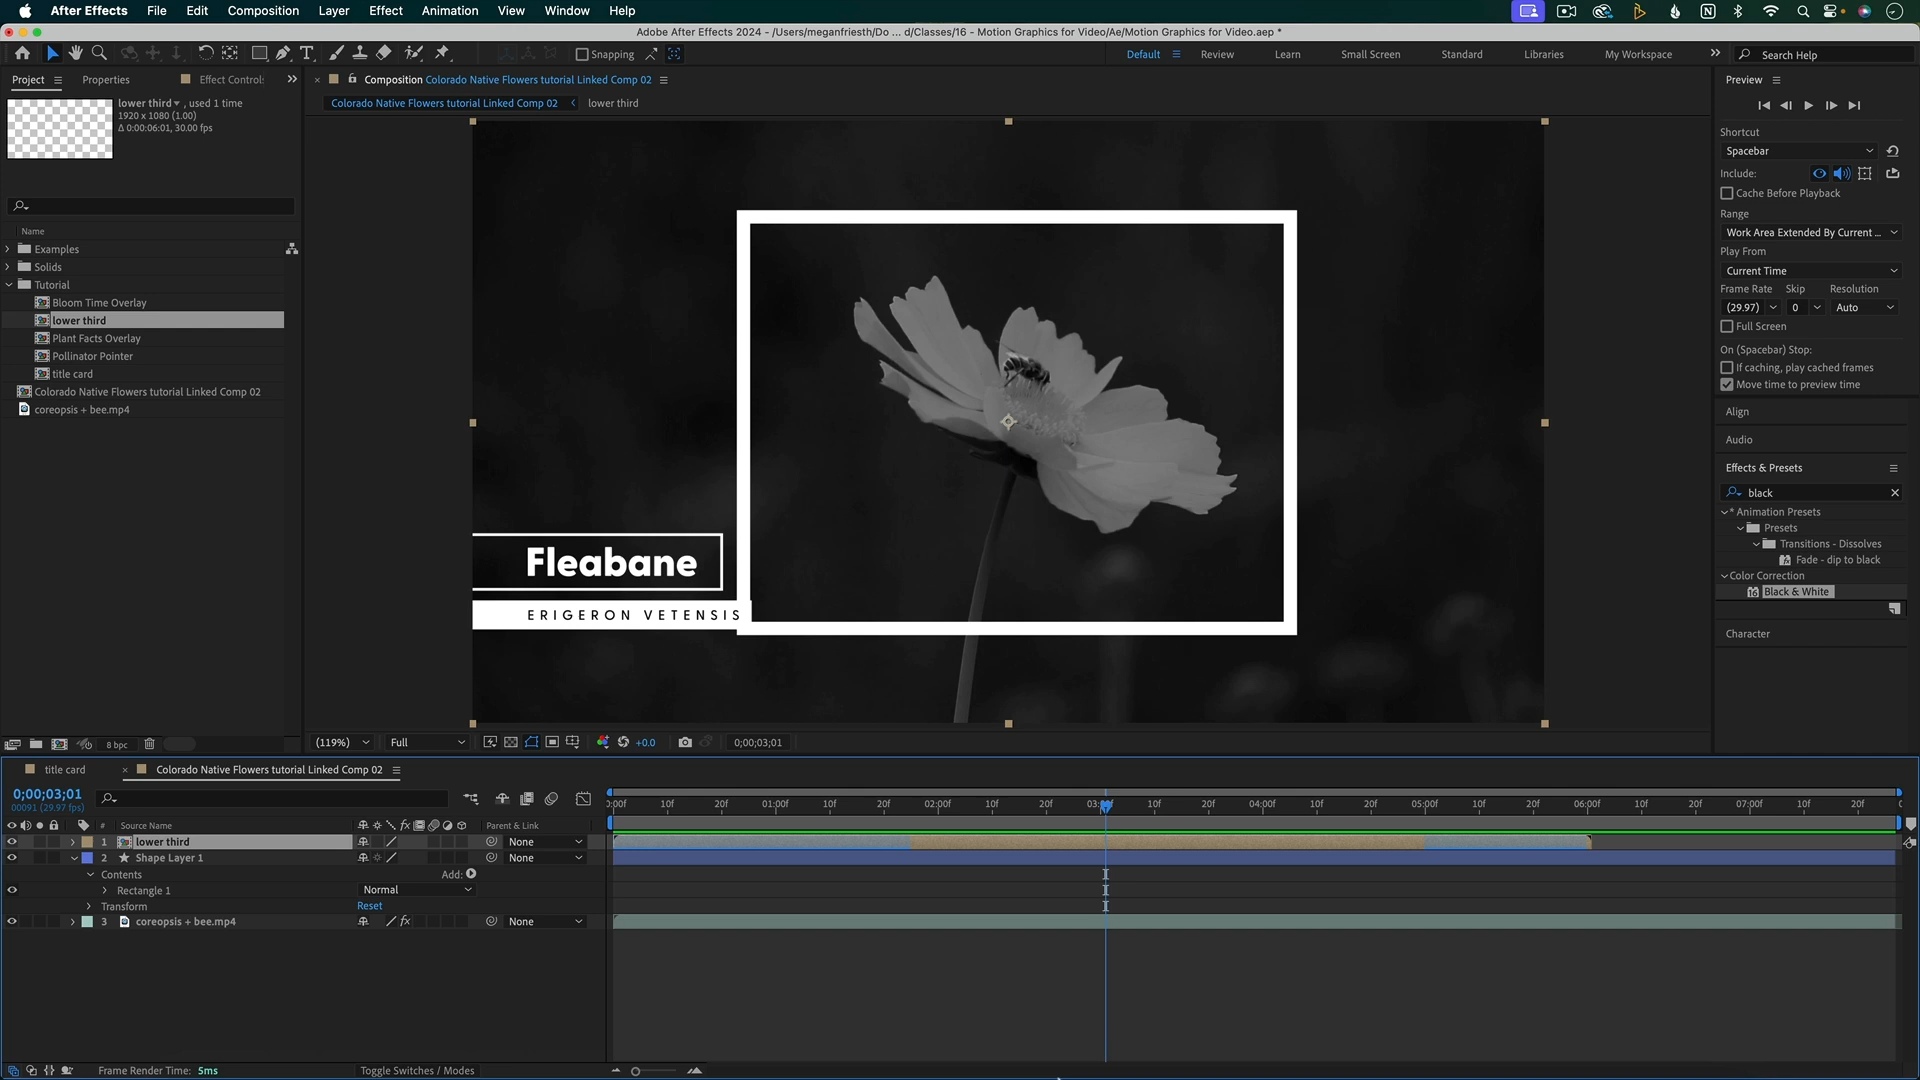 After Effects File Edit Composition Layer Effect Animation View Window Help
Adobe After Effects 2024 - /Users/meganfriesth/Do ... d/Classes/16 - Motion Graphics for Video/Ae/Motion Graphics for Video.aep *
Snapping
Default Review Learn Small Screen Standard Libraries My Workspace Search Help
Project Properties Effect Control:
Composition Colorado Native Flowers tutorial Linked Comp 02
Colorado Native Flowers tutorial Linked Comp 02 lower third
lower third , used 1 time
1920 x 1080 (1.00)
Δ 0:00:06:01, 30.00 fps
Name
Examples
Solids
Tutorial
Bloom Time Overlay
lower third
Plant Facts Overlay
Pollinator Pointer
title card
Colorado Native Flowers tutorial Linked Comp 02
coreopsis + bee.mp4
8 bpc
Fleabane
ERIGERON VETENSIS
(119%) Full +0.0 0;00;03;01
Preview
Shortcut
Spacebar
Include:
Cache Before Playback
Range
Work Area Extended By Current ...
Play From
Current Time
Frame Rate Skip Resolution
(29.97) 0 Auto
Full Screen
On (Spacebar) Stop:
If caching, play cached frames
Move time to preview time
Align
Audio
Effects & Presets
black
* Animation Presets
Presets
Transitions - Dissolves
Fade - dip to black
Color Correction
Black & White
Character
title card Colorado Native Flowers tutorial Linked Comp 02
0;00;03;01
00091 (29.97 fps)
0:00f 10f 20f 01:00f 10f 20f 02:00f 10f 20f 03:00f 10f 20f 04:00f 10f 20f 05:00f 10f 20f 06:00f 10f 20f 07:00f 10f 20f
# Source Name Parent & Link
1 lower third None
2 Shape Layer 1 None
Contents Add:
Rectangle 1 Normal
Transform Reset
3 coreopsis + bee.mp4 None
Frame Render Time: 5ms Toggle Switches / Modes